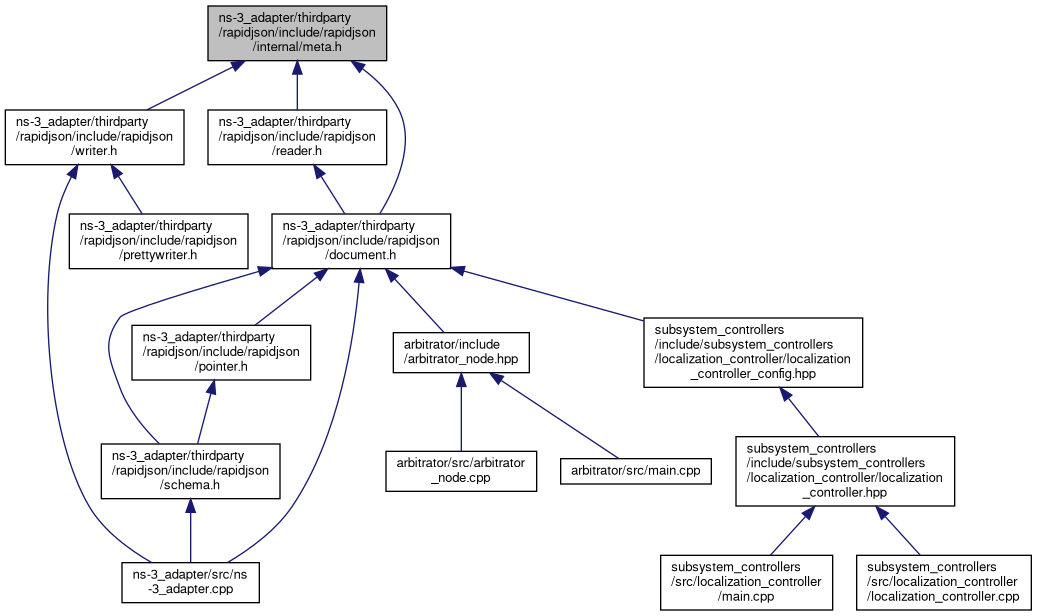 ns-3_adapter/thirdparty
/rapidjson/include/rapidjson
/internal/meta.h
ns-3_adapter/thirdparty
/rapidjson/include/rapidjson
/writer.h
ns-3_adapter/thirdparty
/rapidjson/include/rapidjson
/reader.h
ns-3_adapter/thirdparty
/rapidjson/include/rapidjson
/prettywriter.h
ns-3_adapter/thirdparty
/rapidjson/include/rapidjson
/document.h
ns-3_adapter/thirdparty
/rapidjson/include/rapidjson
/pointer.h
arbitrator/include
/arbitrator_node.hpp
subsystem_controllers
/include/subsystem_controllers
/localization_controller/localization
_controller_config.hpp
ns-3_adapter/thirdparty
/rapidjson/include/rapidjson
/schema.h
arbitrator/src/arbitrator
_node.cpp
arbitrator/src/main.cpp
subsystem_controllers
/include/subsystem_controllers
/localization_controller/localization
_controller.hpp
ns-3_adapter/src/ns
-3_adapter.cpp
subsystem_controllers
/src/localization_controller
/main.cpp
subsystem_controllers
/src/localization_controller
/localization_controller.cpp